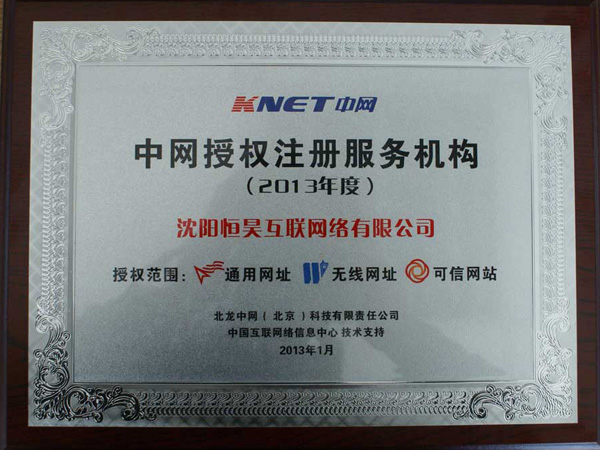 KNET中网
中网授权注册服务机构
(2013年度)
沈阳恒昊互联网络有限公司
授权范围: 通用网址 无线网址 可信网站
北龙中网(北京)科技有限责任公司
中国互联网络信息中心 技术支持
2013年1月